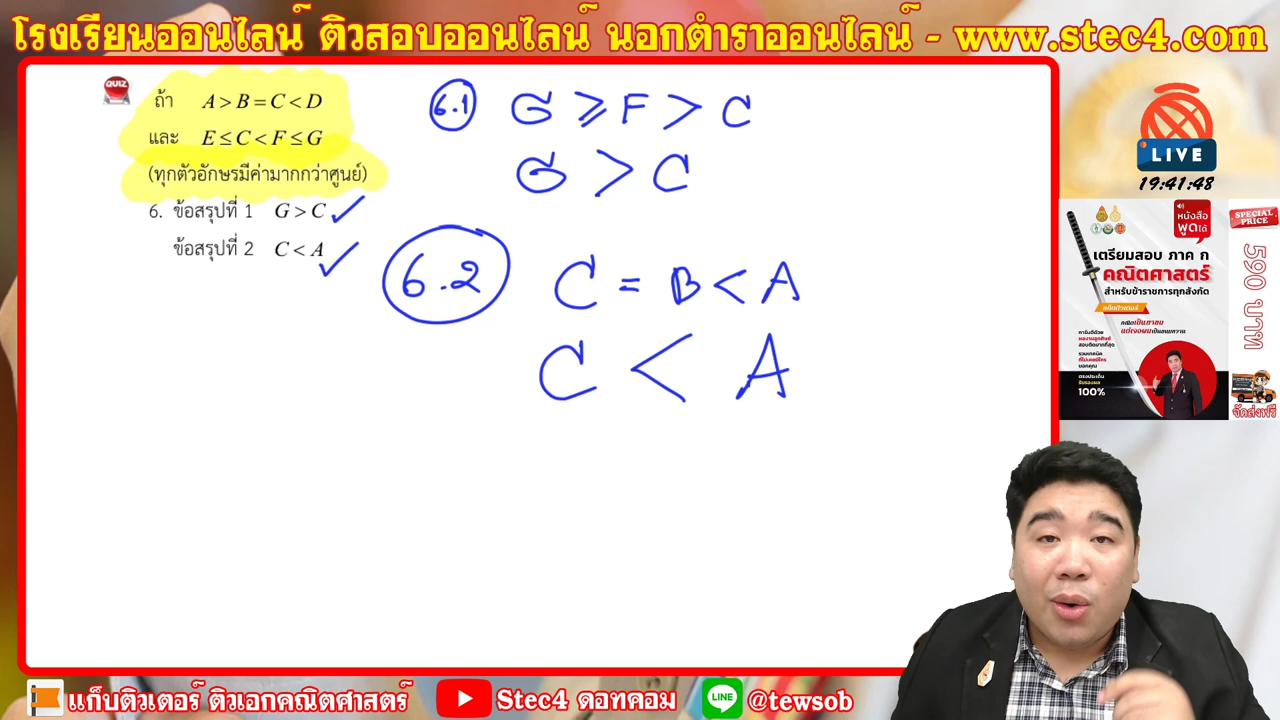 โรงเรียนออนไลน์ ติวสอบออนไลน์ นอกตำราออนไลน์ - www.stec4.com
QUIZ
ถ้า A > B = C < D
และ E ≤ C < F ≤ G
(ทุกตัวอักษรมีค่ามากกว่าศูนย์)
6. ข้อสรุปที่ 1 G > C ✓
ข้อสรุปที่ 2 C < A ✓
6.1 G ≥ F > C
G > C
6.2 C = B < A
C < A
LIVE
19:41:48
หนังสือ
พูดได้
เตรียมสอบ ภาค ก
คณิตศาสตร์
สำหรับข้าราชการทุกสังกัด
100%
SPECIAL
PRICE
590 บาท
จัดส่งฟรี
แก็บติวเตอร์ ติวเอกคณิตศาสตร์
Stec4 ดอทคอม
LINE
@tewsob